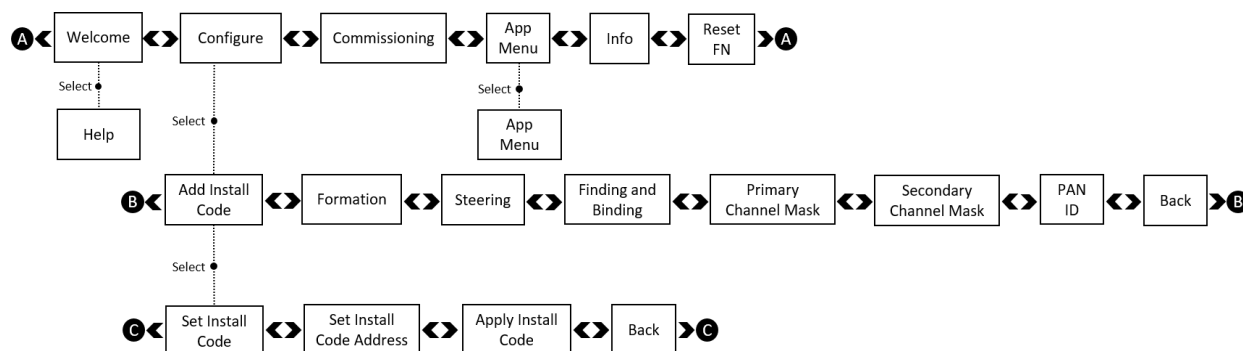 A Welcome Configure Commissioning App Menu Info Reset FN A
Select
Help
Select
App Menu
Select
B Add Install Code Formation Steering Finding and Binding Primary Channel Mask Secondary Channel Mask PAN ID Back B
Select
C Set Install Code Set Install Code Address Apply Install Code Back C